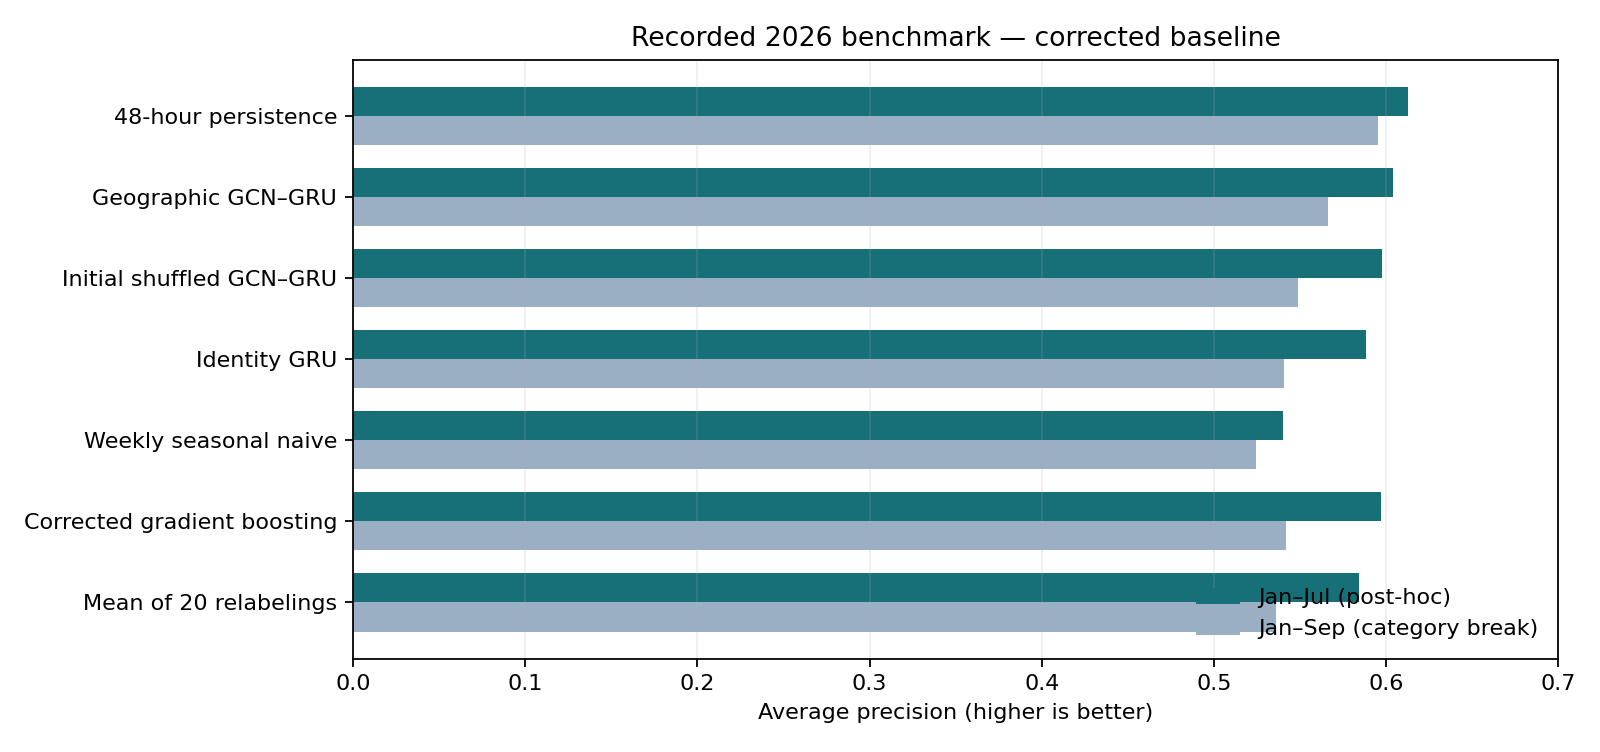 Recorded 2026 benchmark — corrected baseline
48-hour persistence
Geographic GCN–GRU
Initial shuffled GCN–GRU
Identity GRU
Weekly seasonal naive
Corrected gradient boosting
Mean of 20 relabelings
Jan–Jul (post-hoc)
Jan–Sep (category break)
0.0 0.1 0.2 0.3 0.4 0.5 0.6 0.7
Average precision (higher is better)